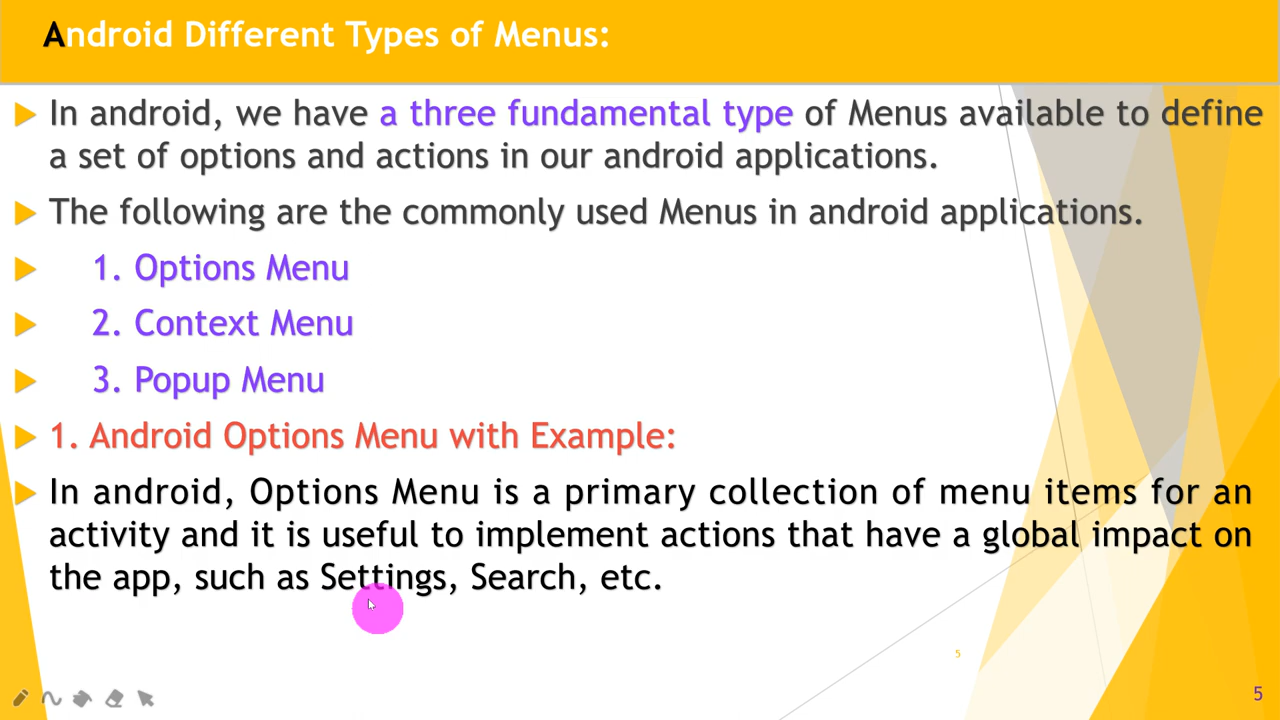 Android Different Types of Menus:
In android, we have a three fundamental type of Menus available to define
a set of options and actions in our android applications.
The following are the commonly used Menus in android applications.
1. Options Menu
2. Context Menu
3. Popup Menu
1. Android Options Menu with Example:
In android, Options Menu is a primary collection of menu items for an
activity and it is useful to implement actions that have a global impact on
the app, such as Settings, Search, etc.
5
5